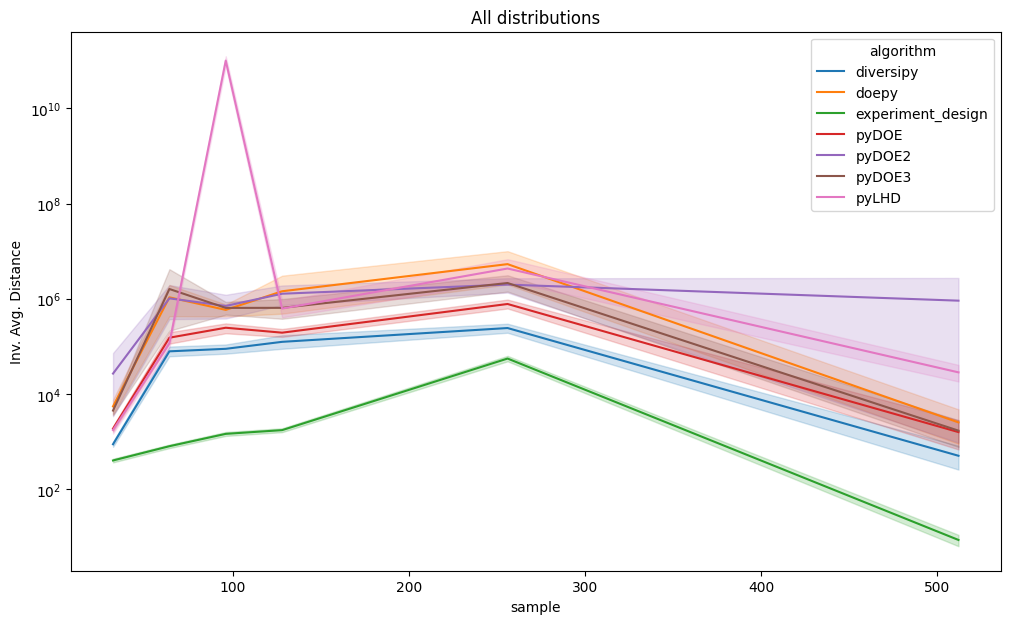 All distributions
algorithm
diversipy
doepy
experiment_design
pyDOE
pyDOE2
pyDOE3
pyLHD
Inv. Avg. Distance
10^10
10^8
10^6
10^4
10^2
100 200 300 400 500
sample